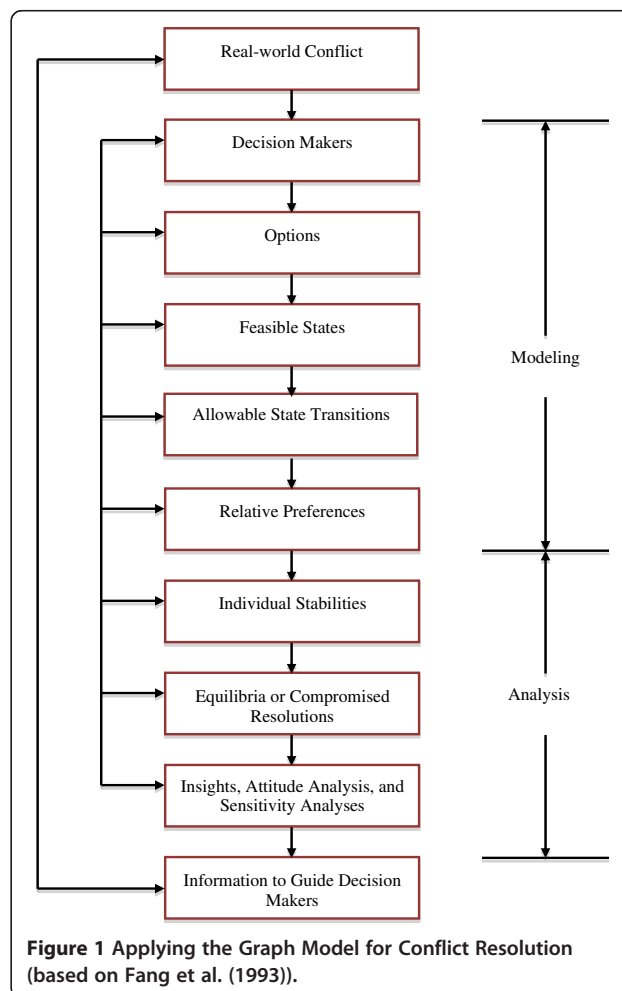 Real-world Conflict
Decision Makers
Options
Feasible States
Allowable State Transitions
Modeling
Relative Preferences
Individual Stabilities
Equilibria or Compromised
Resolutions
Analysis
Insights, Attitude Analysis, and
Sensitivity Analyses
Information to Guide Decision
Makers
Figure 1 Applying the Graph Model for Conflict Resolution
(based on Fang et al. (1993)).